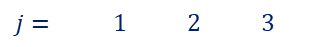 j = 1 2 3